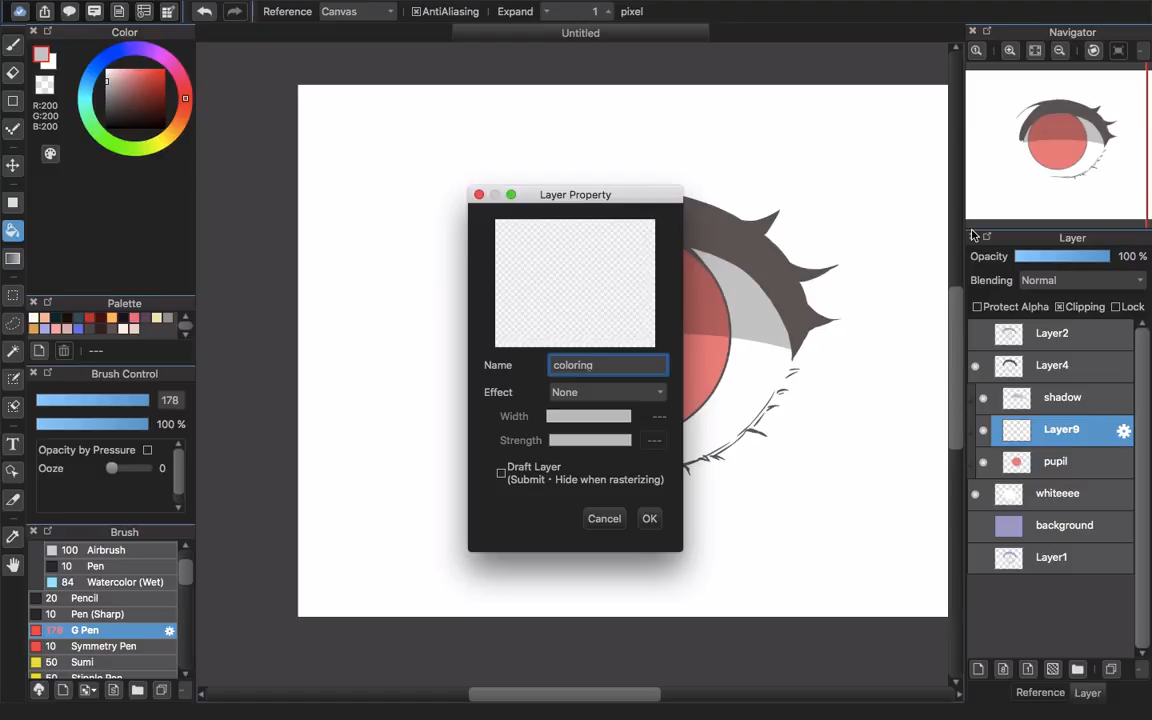 Reference Canvas AntiAliasing Expand 1 pixel
Color
Untitled
Navigator
R:200
G:200
B:200
Layer Property
Name coloring
Effect None
Width ---
Strength ---
Draft Layer
(Submit・Hide when rasterizing)
Cancel OK
Palette
---
Brush Control
178
100 %
Opacity by Pressure
Ooze 0
Brush
100 Airbrush
10 Pen
84 Watercolor (Wet)
20 Pencil
10 Pen (Sharp)
178 G Pen
10 Symmetry Pen
50 Sumi
50 Stipple Pen
T
Layer
Opacity 100 %
Blending Normal
Protect Alpha Clipping Lock
Layer2
Layer4
shadow
Layer9
pupil
whiteeee
background
Layer1
Reference Layer